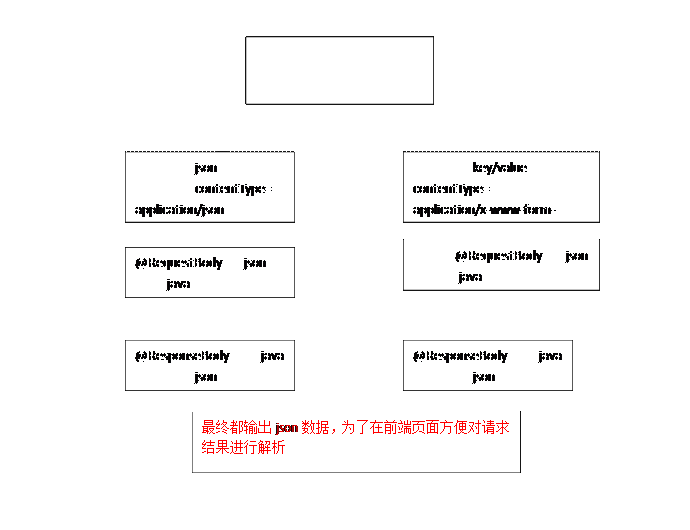 json
contentType：
application/json
key/value
contentType：
application/x-www-form-
@RequestBody json
java
@RequestBody json
java
@ResponseBody java
json
@ResponseBody java
json
最终都输出 json 数据，为了在前端页面方便对请求
结果进行解析